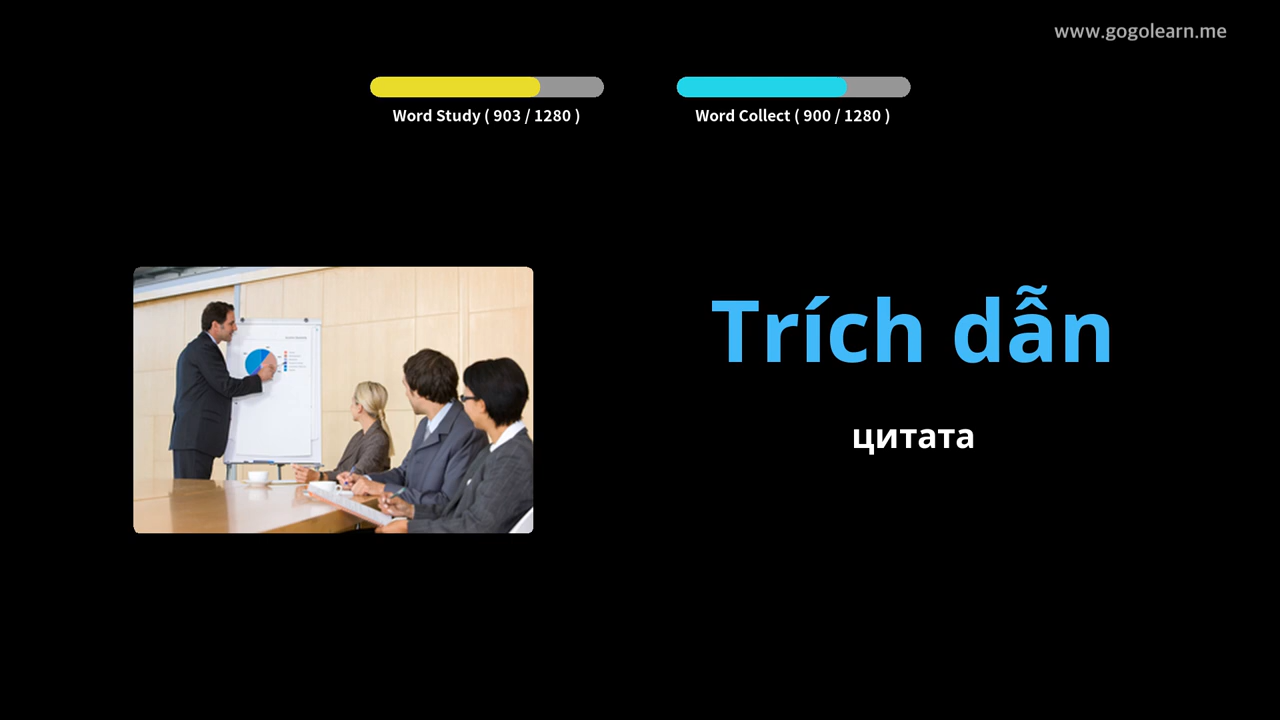 www.gogolearn.me
Word Study ( 903 / 1280 )
Word Collect ( 900 / 1280 )
Trích dẫn
цитата